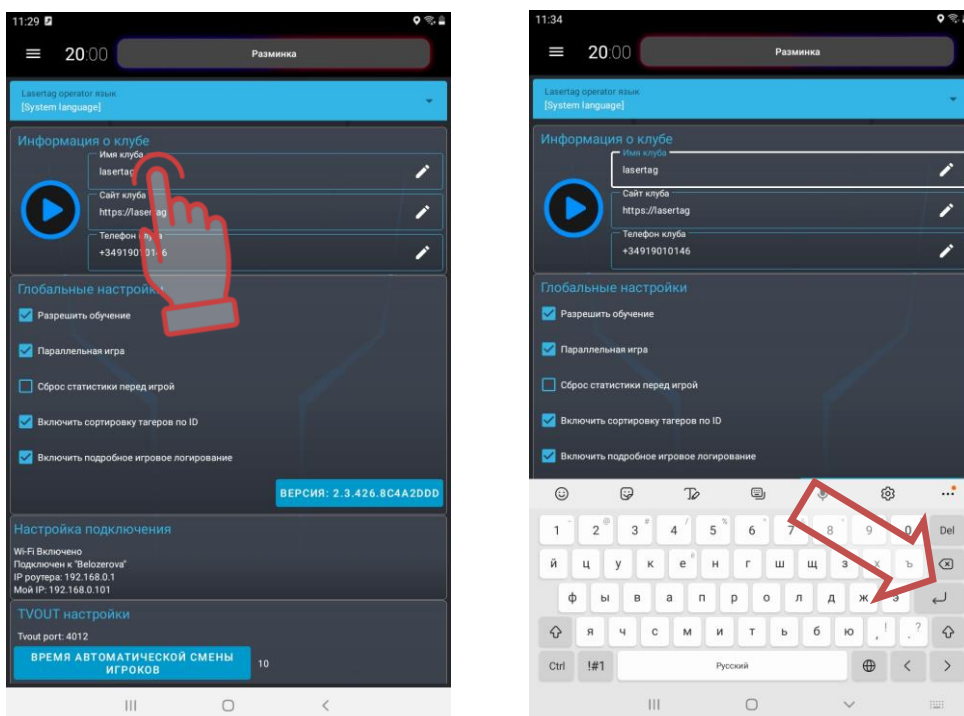 11:29
20:00
Разминка
Lasertag operator язык
[System language]
Информация о клубе
Имя клуба
lasertag
Сайт клуба
https://lasertag
Телефон клуба
+34919010146
Глобальные настройки
Разрешить обучение
Параллельная игра
Сброс статистики перед игрой
Включить сортировку тагеров по ID
Включить подробное игровое логирование
ВЕРСИЯ: 2.3.426.8C4A2DDD
Настройка подключения
Wi-Fi Включено
Подключен к "Belozerova"
IP роутера: 192.168.0.1
Мой IP: 192.168.0.101
TVOUT настройки
Tvout port: 4012
ВРЕМЯ АВТОМАТИЧЕСКОЙ СМЕНЫ
ИГРОКОВ
10
11:34
20:00
Разминка
Lasertag operator язык
[System language]
Информация о клубе
Имя клуба
lasertag
Сайт клуба
https://lasertag
Телефон клуба
+34919010146
Глобальные настройки
Разрешить обучение
Параллельная игра
Сброс статистики перед игрой
Включить сортировку тагеров по ID
Включить подробное игровое логирование
1 2 3 4 5 6 7 8 9 0 Del
й ц у к е н г ш щ з х ъ
ф ы в а п р о л д ж э
я ч с м и т ь б ю , ! . ?
Ctrl !#1 Русский < >